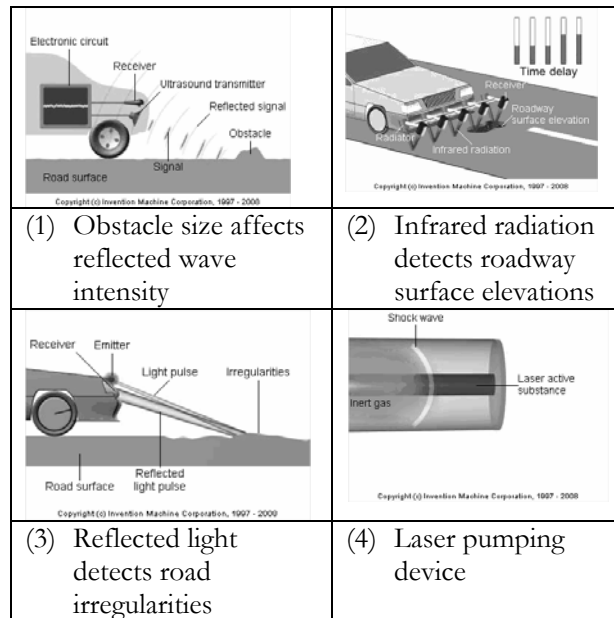 Electronic circuit
Receiver
Ultrasound transmitter
Reflected signal
Obstacle
Signal
Road surface
Copyright (c) Invention Machine Corporation, 1997 - 2008
(1) Obstacle size affects
reflected wave
intensity
Time delay
Receiver
Roadway
surface elevation
Radiator
Infrared radiation
Copyright (c) Invention Machine Corporation, 1997 - 2008
(2) Infrared radiation
detects roadway
surface elevations
Receiver
Emitter
Light pulse
Irregularities
Road surface
Reflected
light pulse
Copyright (c) Invention Machine Corporation, 1997 - 2008
(3) Reflected light
detects road
irregularities
Shock wave
Laser active
substance
Inert gas
Copyright (c) Invention Machine Corporation, 1997 - 2008
(4) Laser pumping
device